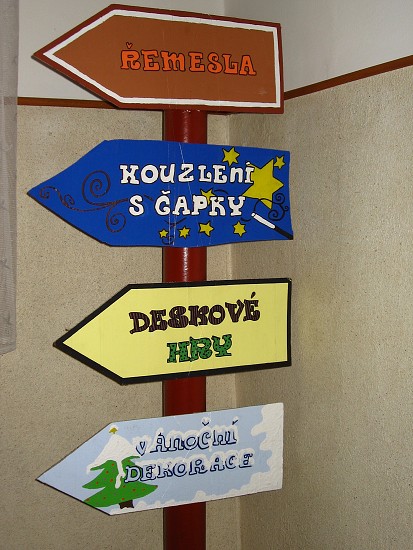 ŘEMESLA
KOUZLENÍ
S ČAPKY
DESKOVÉ
HRY
VÁNOČNÍ
DEKORACE